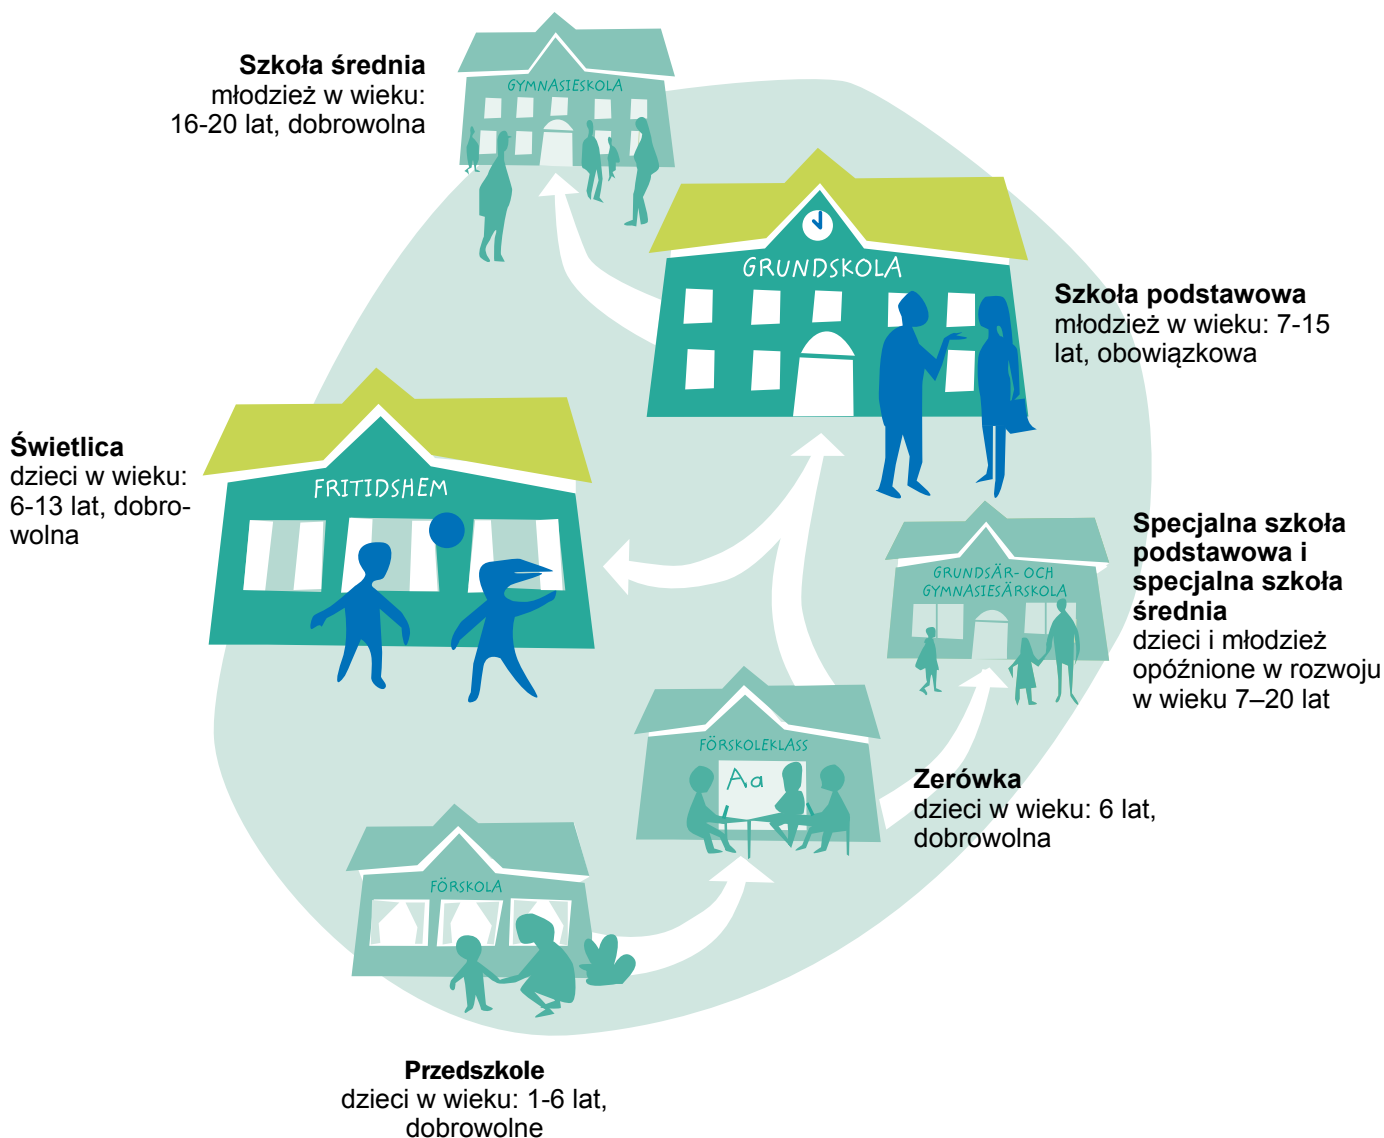 Szkoła średnia
młodzież w wieku:
16-20 lat, dobrowolna
GYMNASIESKOLA
GRUNDSKOLA
Szkoła podstawowa
młodzież w wieku: 7-15
lat, obowiązkowa
Świetlica
dzieci w wieku:
6-13 lat, dobro-
wolna
FRITIDSHEM
Specjalna szkoła
podstawowa i
specjalna szkoła
średnia
dzieci i młodzież
opóźnione w rozwoju
w wieku 7–20 lat
GRUNDSÄR- OCH
GYMNASIESÄRSKOLA
FÖRSKOLEKLASS
Aa
Zerówka
dzieci w wieku: 6 lat,
dobrowolna
FÖRSKOLA
Przedszkole
dzieci w wieku: 1-6 lat,
dobrowolne